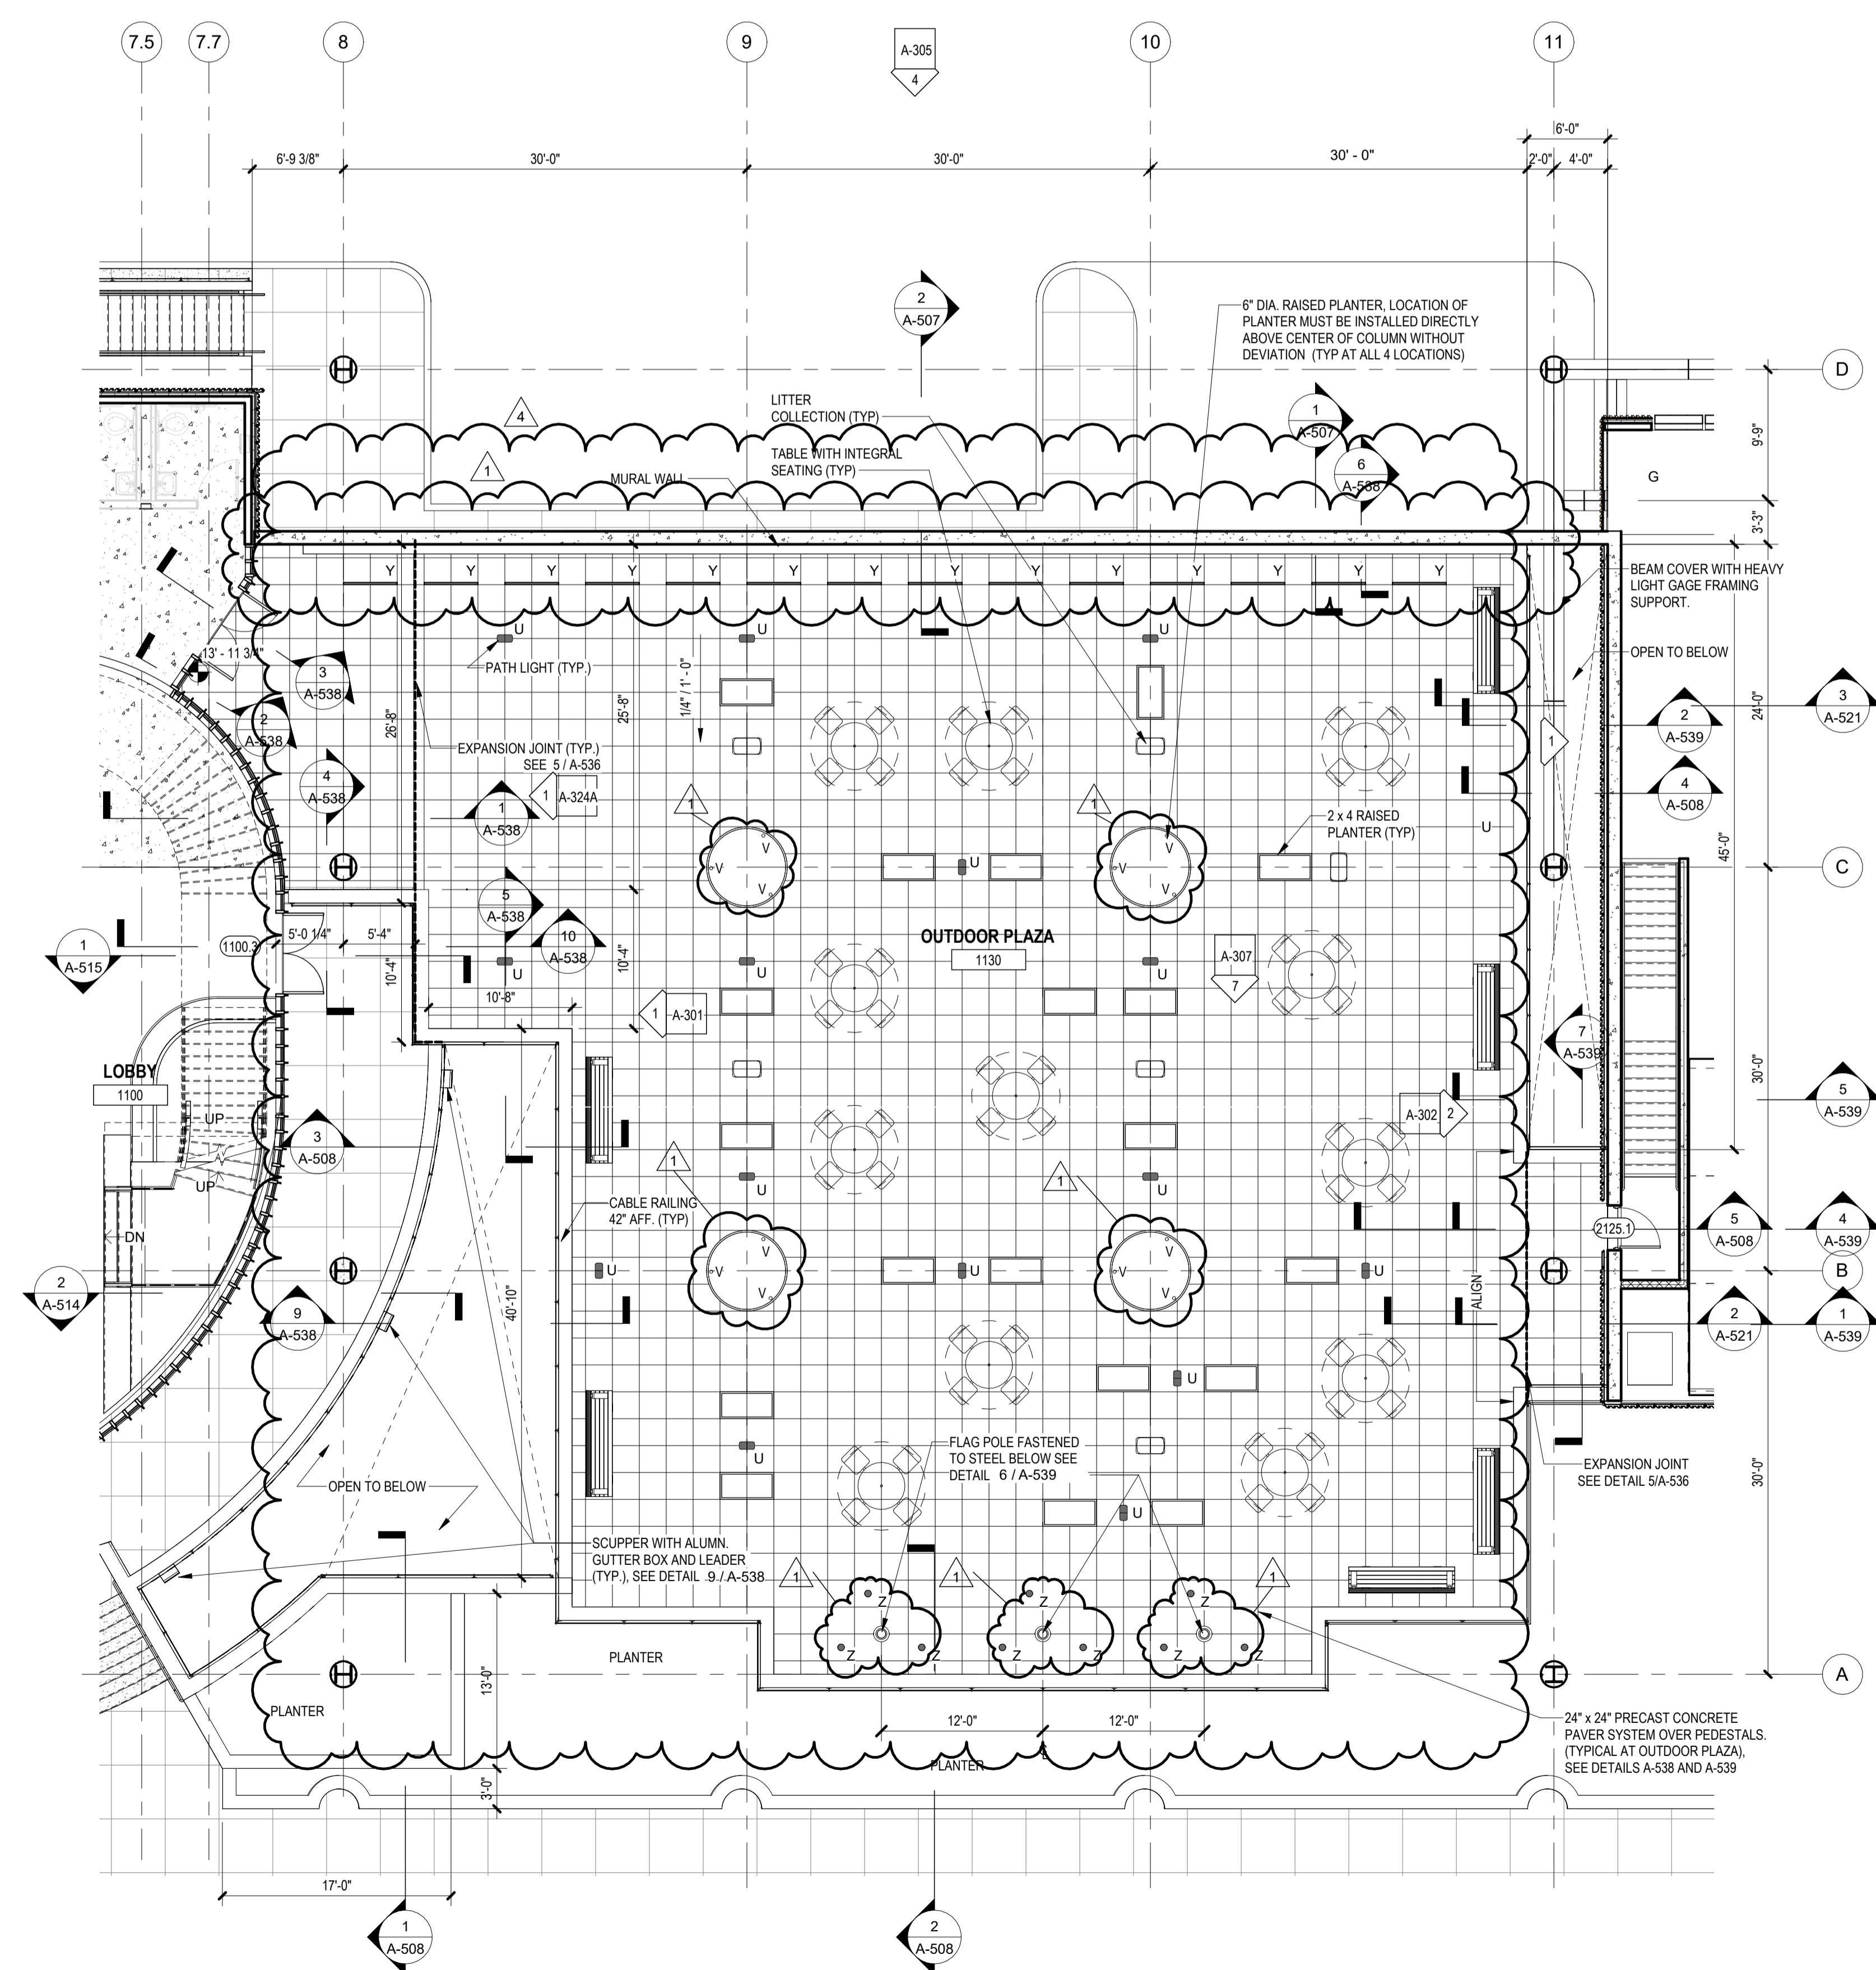 7.5
7.7
8
9
10
11
A-305
4
6'-0"
6'-9 3/8"
30'-0"
30'-0"
30' - 0"
2'-0"
4'-0"
2
A-507
6" DIA. RAISED PLANTER, LOCATION OF
PLANTER MUST BE INSTALLED DIRECTLY
ABOVE CENTER OF COLUMN WITHOUT
DEVIATION (TYP AT ALL 4 LOCATIONS)
D
LITTER
COLLECTION (TYP)
4
1
A-507
9'-9"
TABLE WITH INTEGRAL
SEATING (TYP)
1
MURAL WALL
6
A-538
G
3'-3"
Y
Y
Y
Y
Y
Y
Y
Y
Y
Y
Y
Y
Y
Y
BEAM COVER WITH HEAVY
LIGHT GAGE FRAMING
SUPPORT.
U
U
U
13' - 11 3/4"
3
A-538
PATH LIGHT (TYP.)
OPEN TO BELOW
1/4" / 1' - 0"
26'-8"
25'-8"
24'-0"
3
A-521
2
A-538
2
A-539
EXPANSION JOINT (TYP.)
SEE 5 / A-536
1
4
A-538
1
A-324A
1
A-538
4
A-508
1
1
2 x 4 RAISED
PLANTER (TYP)
U
45'-0"
V
V
V
V
V
V
U
C
5
A-538
10
A-538
OUTDOOR PLAZA
1130
1100.3
5'-0 1/4"
5'-4"
10'-4"
10'-4"
1
A-515
A-307
7
U
U
U
10'-8"
1
A-301
7
A-539
LOBBY
1100
30'-0"
UP
UP
5
A-539
A-302
2
3
A-508
1
1
U
U
CABLE RAILING
42" AFF. (TYP)
DN
2125.1
5
A-508
4
A-539
V
V
V
V
V
V
U
U
U
B
2
A-514
40'-10"
ALIGN
9
A-538
2
A-521
1
A-539
U
U
FLAG POLE FASTENED
TO STEEL BELOW SEE
DETAIL 6 / A-539
EXPANSION JOINT
SEE DETAIL 5/A-536
30'-0"
OPEN TO BELOW
U
SCUPPER WITH ALUMN.
GUTTER BOX AND LEADER
(TYP.), SEE DETAIL 9 / A-538
1
1
1
Z
Z
Z
Z
Z
Z
Z
Z
Z
PLANTER
A
13'-0"
PLANTER
12'-0"
12'-0"
24" x 24" PRECAST CONCRETE
PAVER SYSTEM OVER PEDESTALS.
(TYPICAL AT OUTDOOR PLAZA),
SEE DETAILS A-538 AND A-539
PLANTER
3'-0"
17'-0"
1
A-508
2
A-508